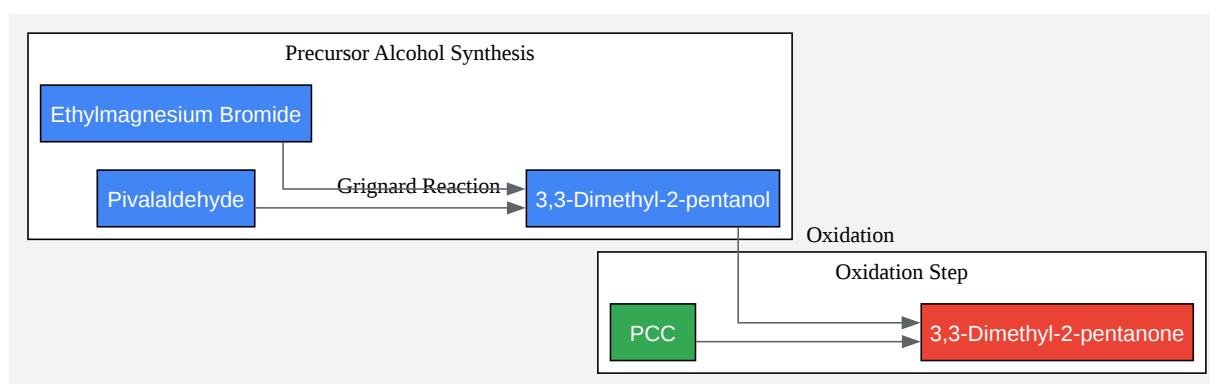 Precursor Alcohol Synthesis
Ethylmagnesium Bromide
Pivalaldehyde
Grignard Reaction
3,3-Dimethyl-2-pentanol
Oxidation
Oxidation Step
PCC
3,3-Dimethyl-2-pentanone